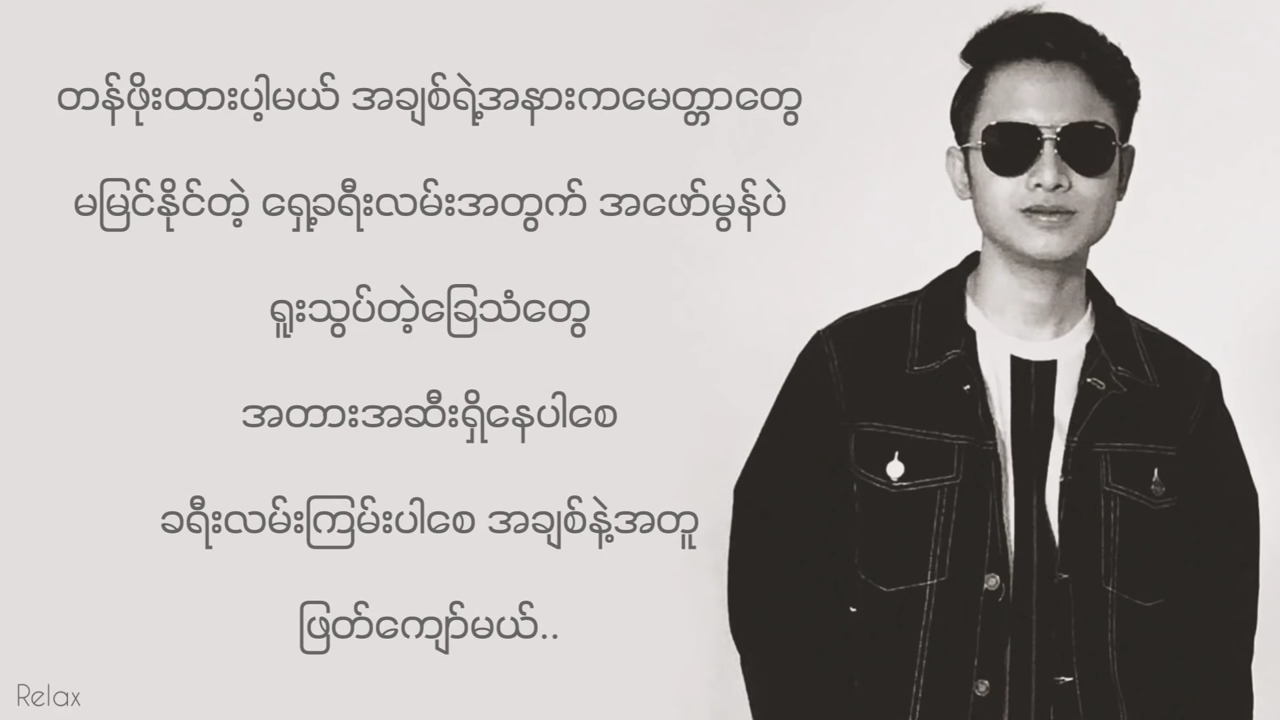 တန်ဖိုးထားပါ့မယ် အချစ်ရဲ့အနားကမေတ္တာတွေ
မမြင်နိုင်တဲ့ ရှေ့ခရီးလမ်းအတွက် အဖော်မွန်ပဲ
ရူးသွပ်တဲ့ခြေသံတွေ
အတားအဆီးရှိနေပါစေ
ခရီးလမ်းကြမ်းပါစေ အချစ်နဲ့အတူ
ဖြတ်ကျော်မယ်..
Relax